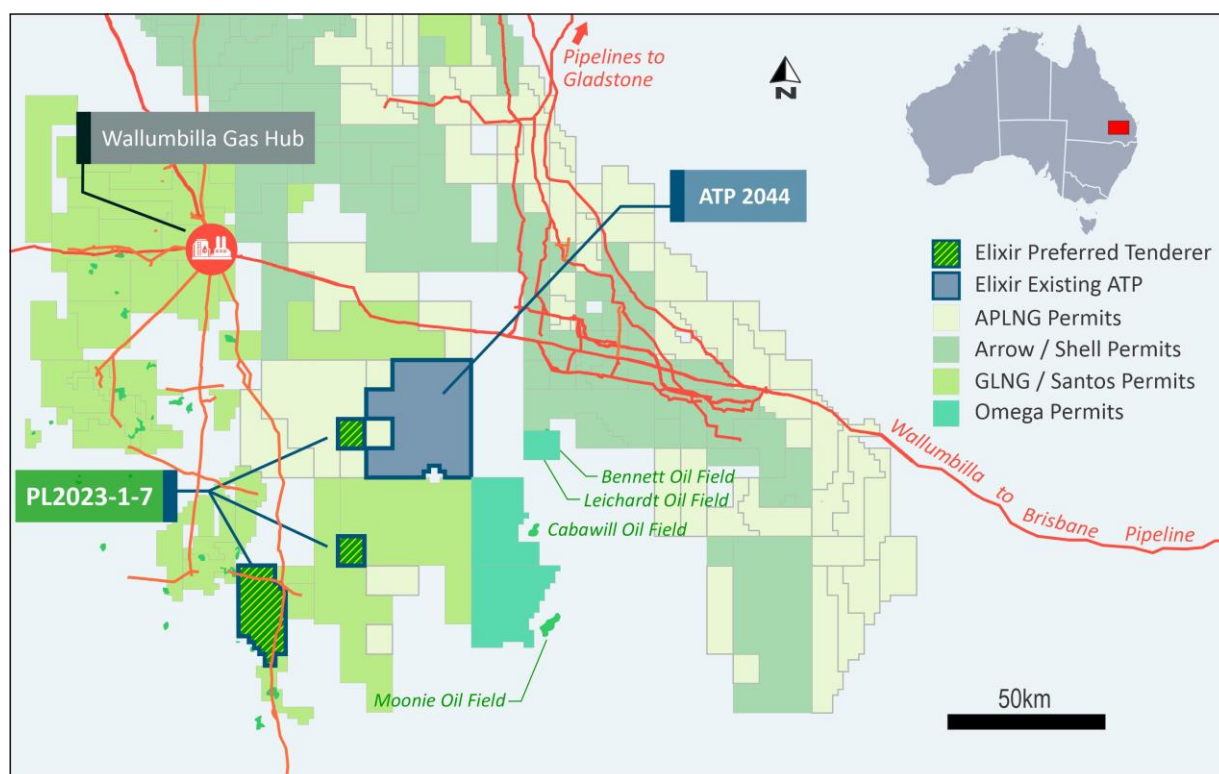 Pipelines to
Gladstone
N
Wallumbilla Gas Hub
ATP 2044
Elixir Preferred Tenderer
Elixir Existing ATP
APLNG Permits
Arrow / Shell Permits
GLNG / Santos Permits
Omega Permits
PL2023-1-7
Bennett Oil Field
Leichardt Oil Field
Cabawill Oil Field
Wallumbilla to Brisbane Pipeline
Moonie Oil Field
50km